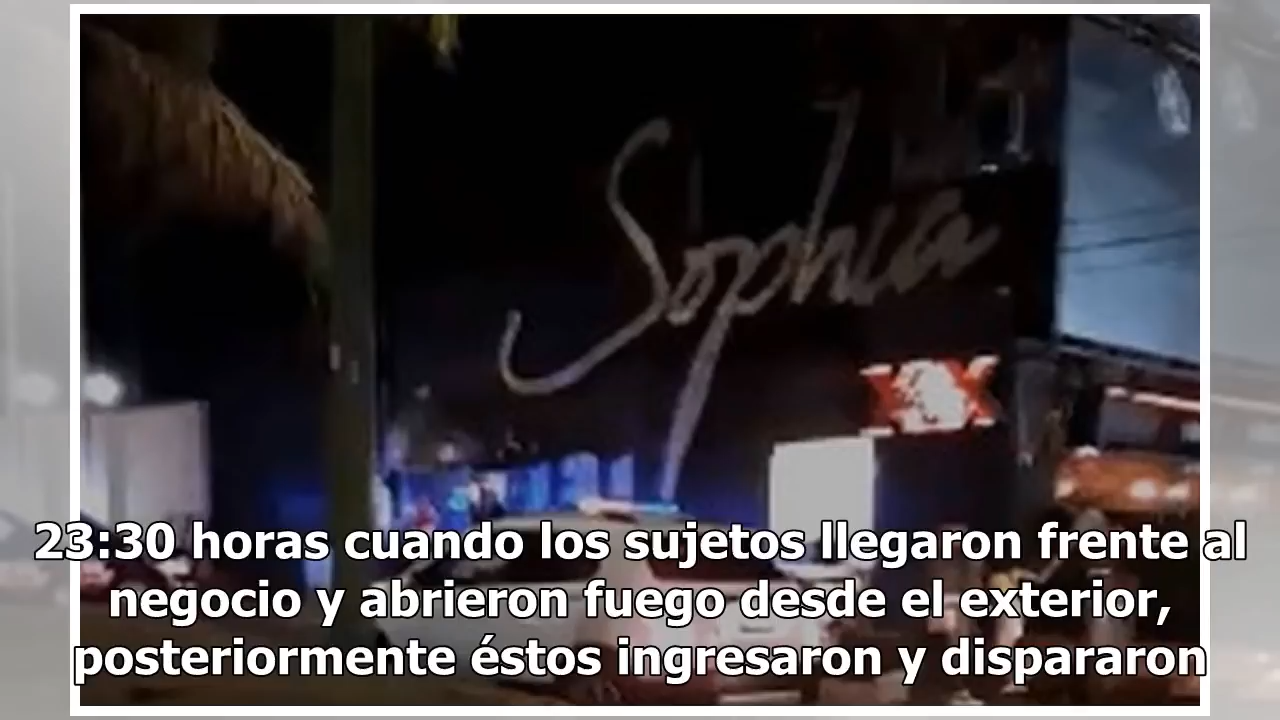 Sophia
XX
23:30 horas cuando los sujetos llegaron frente al
negocio y abrieron fuego desde el exterior,
posteriormente éstos ingresaron y dispararon